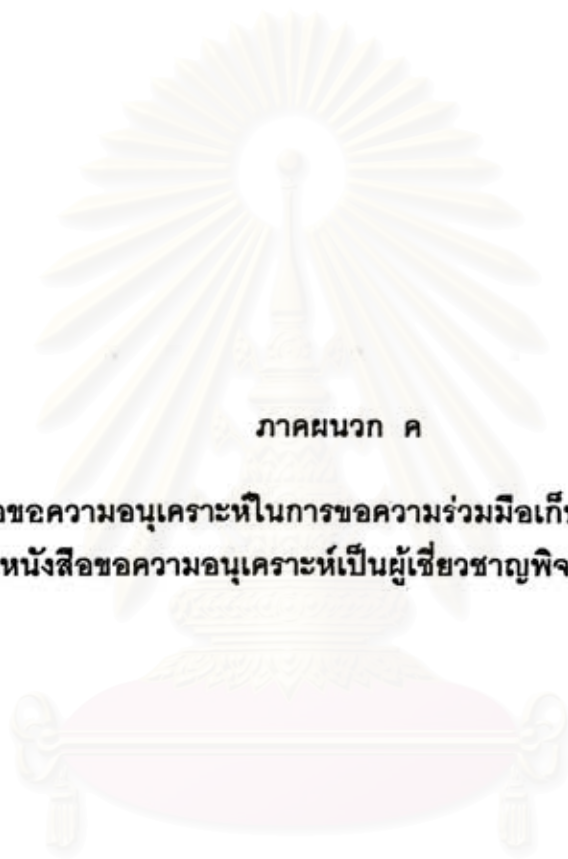 ภาคผนวก ค
อขอความอนุเคราะห์ในการขอความร่วมมือเก็บ
หนังสือขอความอนุเคราะห์เป็นผู้เชี่ยวชาญพิจ